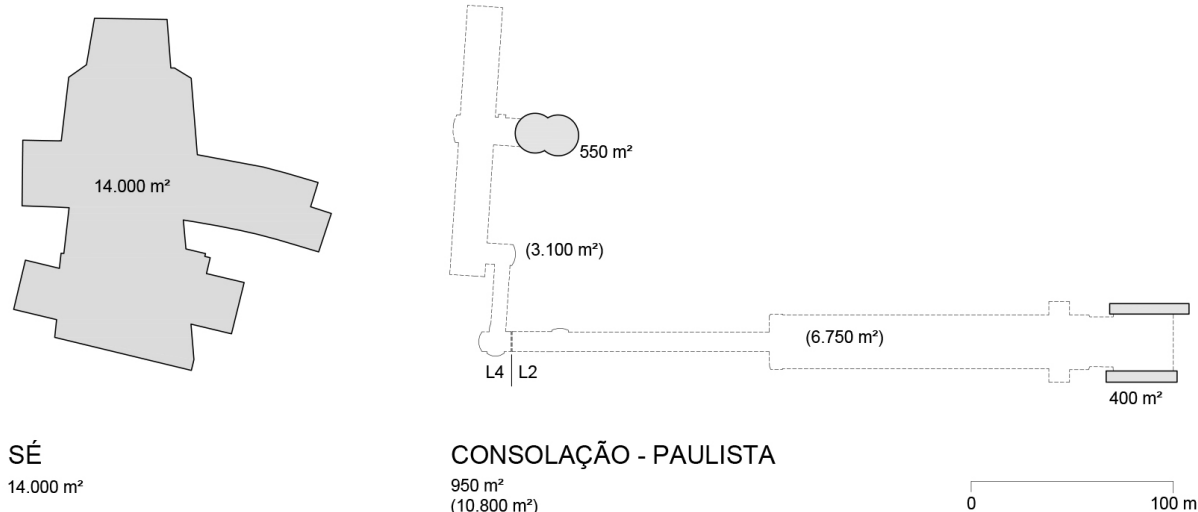 14.000 m²
550 m²
(3.100 m²)
(6.750 m²)
L4 | L2
400 m²
SÉ
14.000 m²
CONSOLAÇÃO - PAULISTA
950 m²
(10.800 m²)
0 100 m